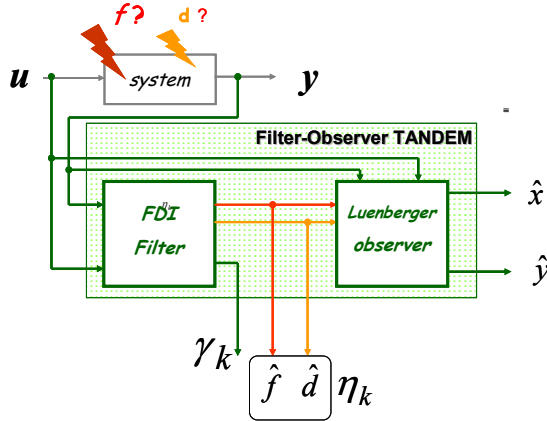 f ? d ?
u system y
=
Filter-Observer TANDEM
FDI Filter
Luenberger observer
x̂
ŷ
γk
f̂ d̂ ηk